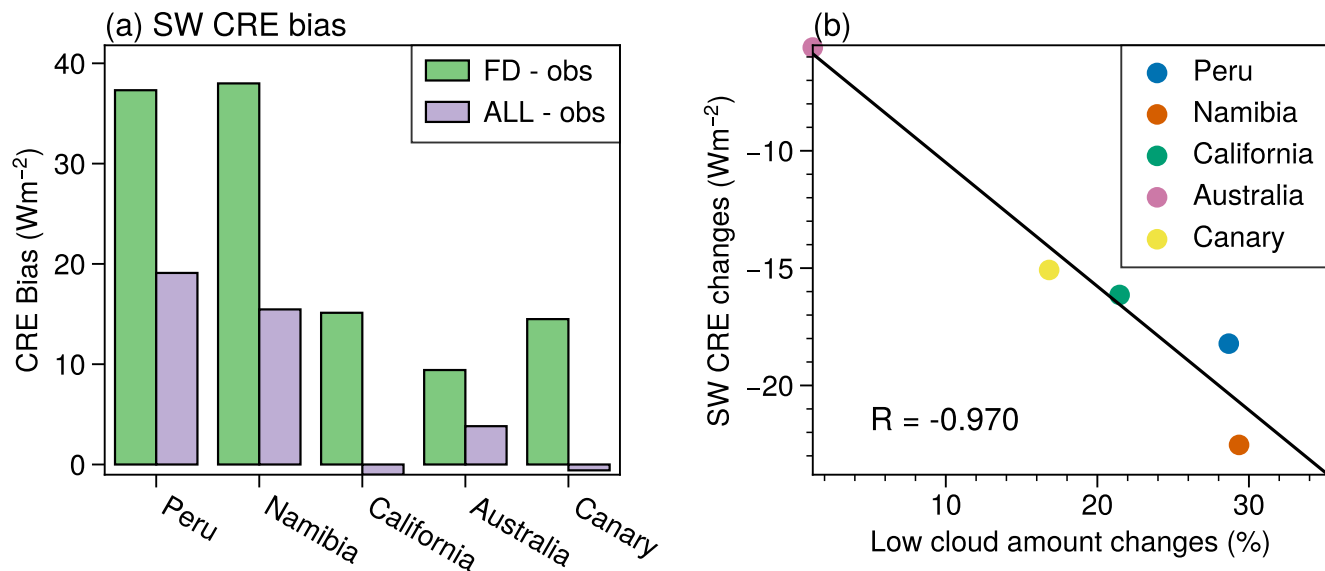 (a) SW CRE bias
CRE Bias (Wm⁻²)
40
30
20
10
0
FD - obs
ALL - obs
Peru
Namibia
California
Australia
Canary
(b)
SW CRE changes (Wm⁻²)
−10
−15
−20
Peru
Namibia
California
Australia
Canary
R = -0.970
10
20
30
Low cloud amount changes (%)